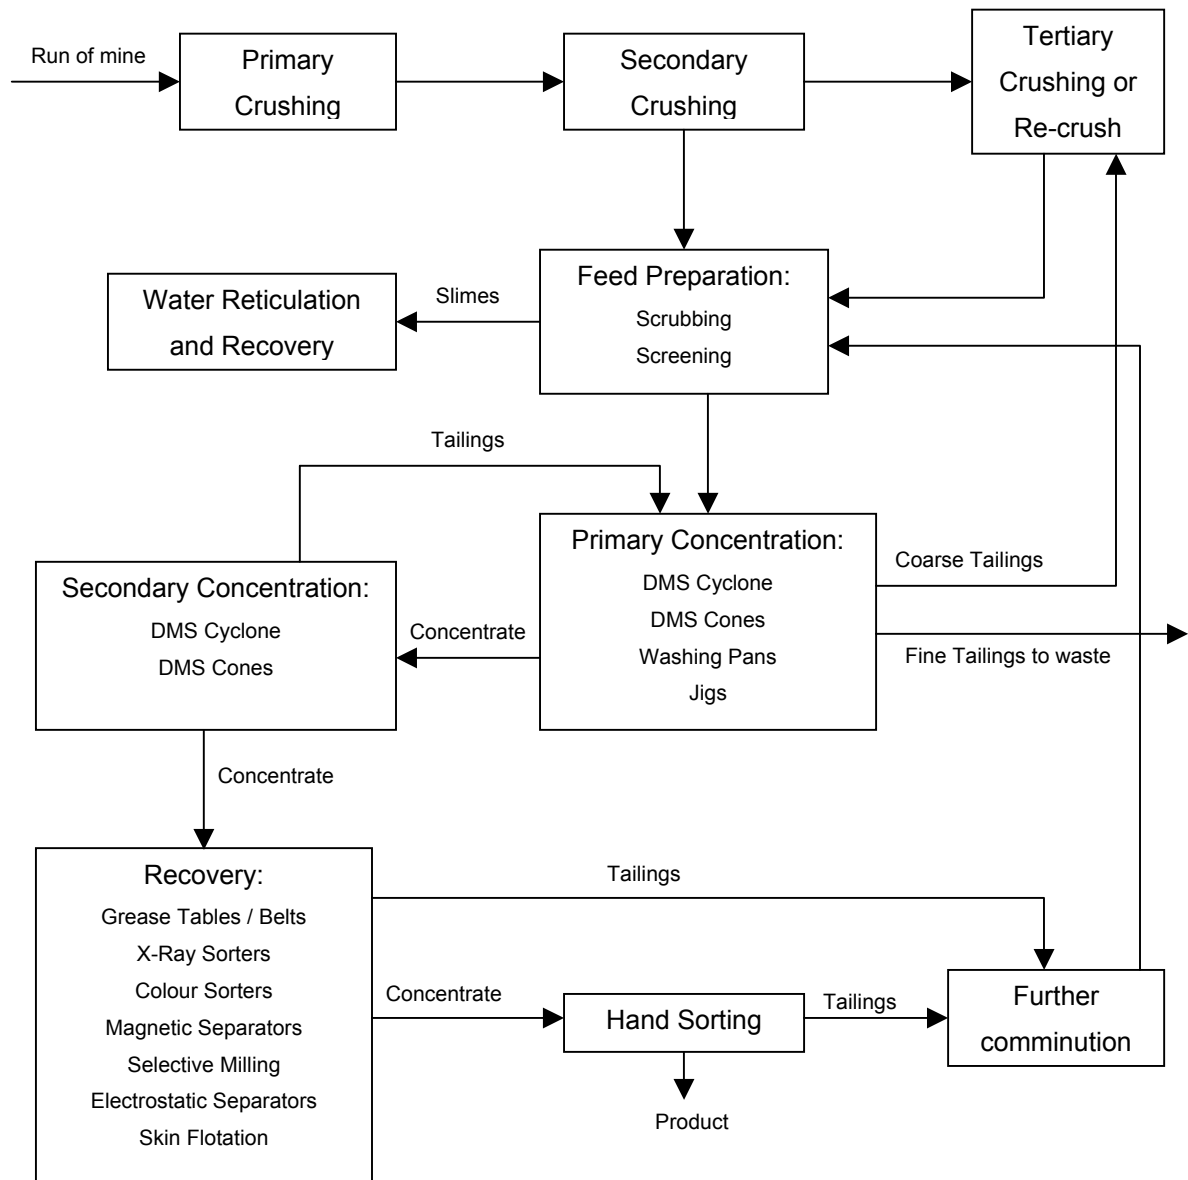 Run of mine
Primary
Crushing
Secondary
Crushing
Tertiary
Crushing or
Re-crush
Water Reticulation
and Recovery
Slimes
Feed Preparation:
Scrubbing
Screening
Tailings
Secondary Concentration:
DMS Cyclone
DMS Cones
Concentrate
Primary Concentration:
DMS Cyclone
DMS Cones
Washing Pans
Jigs
Coarse Tailings
Fine Tailings to waste
Concentrate
Recovery:
Grease Tables / Belts
X-Ray Sorters
Colour Sorters
Magnetic Separators
Selective Milling
Electrostatic Separators
Skin Flotation
Tailings
Concentrate
Hand Sorting
Tailings
Further
comminution
Product